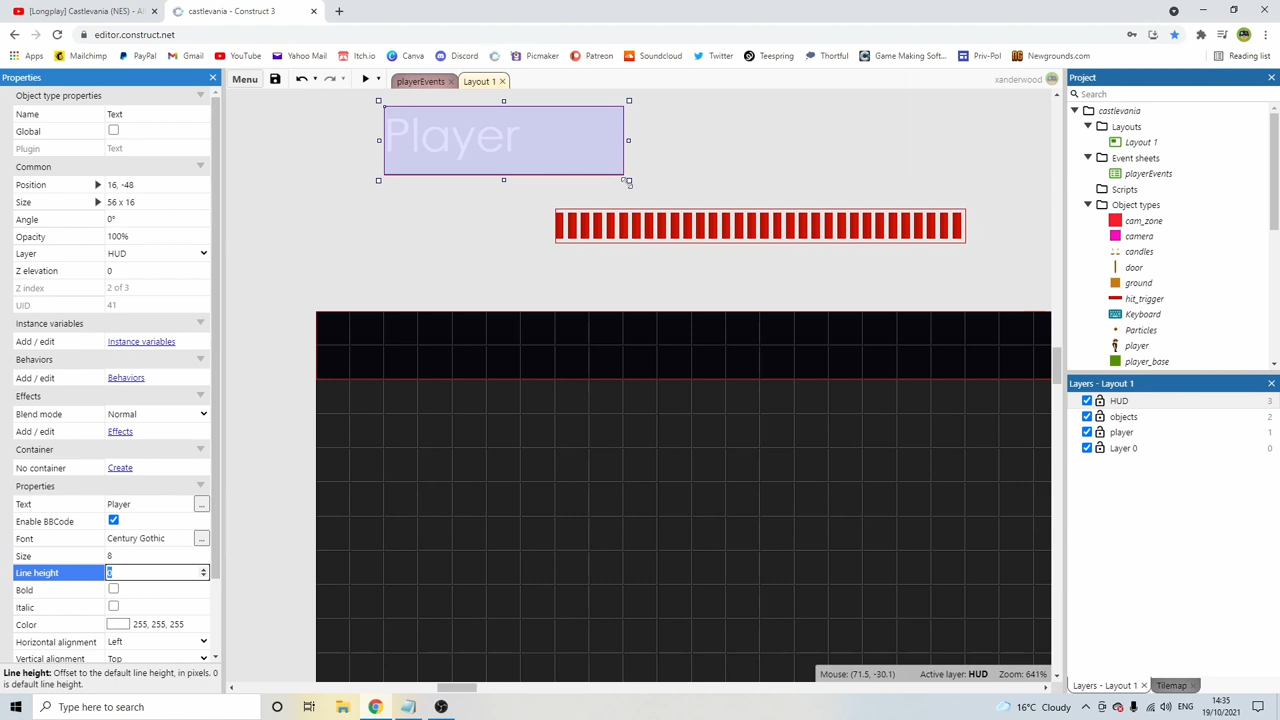 [Longplay] Castlevania (NES) - A
castlevania - Construct 3
editor.construct.net
Apps
Mailchimp
PayPal
Gmail
YouTube
Yahoo Mail
Itch.io
Canva
Discord
Picmaker
Patreon
Soundcloud
Twitter
Teespring
Thortful
Game Making Sof...
Priv-Pol
Newgrounds.com
Reading list
Properties
Menu
playerEvents
Layout 1
xanderwood
Project
Object type properties
Name
Text
Global
Plugin
Text
Common
Position
16, -48
Size
56 x 16
Angle
0°
Opacity
100%
Layer
HUD
Z elevation
0
Z index
2 of 3
UID
41
Instance variables
Add / edit
Instance variables
Behaviors
Add / edit
Behaviors
Effects
Blend mode
Normal
Add / edit
Effects
Container
No container
Create
Properties
Text
Player
...
Enable BBCode
Font
Century Gothic
...
Size
8
Line height
0
Bold
Italic
Color
255, 255, 255
Horizontal alignment
Left
Vertical alignment
Top
Line height: Offset to the default line height, in pixels. 0
is default line height.
Player
Mouse: (71.5, -30.1)
Active layer: HUD
Zoom: 641%
Search
castlevania
Layouts
Layout 1
Event sheets
playerEvents
Scripts
Object types
cam_zone
camera
candles
door
ground
hit_trigger
Keyboard
Particles
player
player_base
Layers - Layout 1
HUD
3
objects
2
player
1
Layer 0
0
Layers - Layout 1
Tilemap
Type here to search
16°C Cloudy
ENG
14:35
19/10/2021